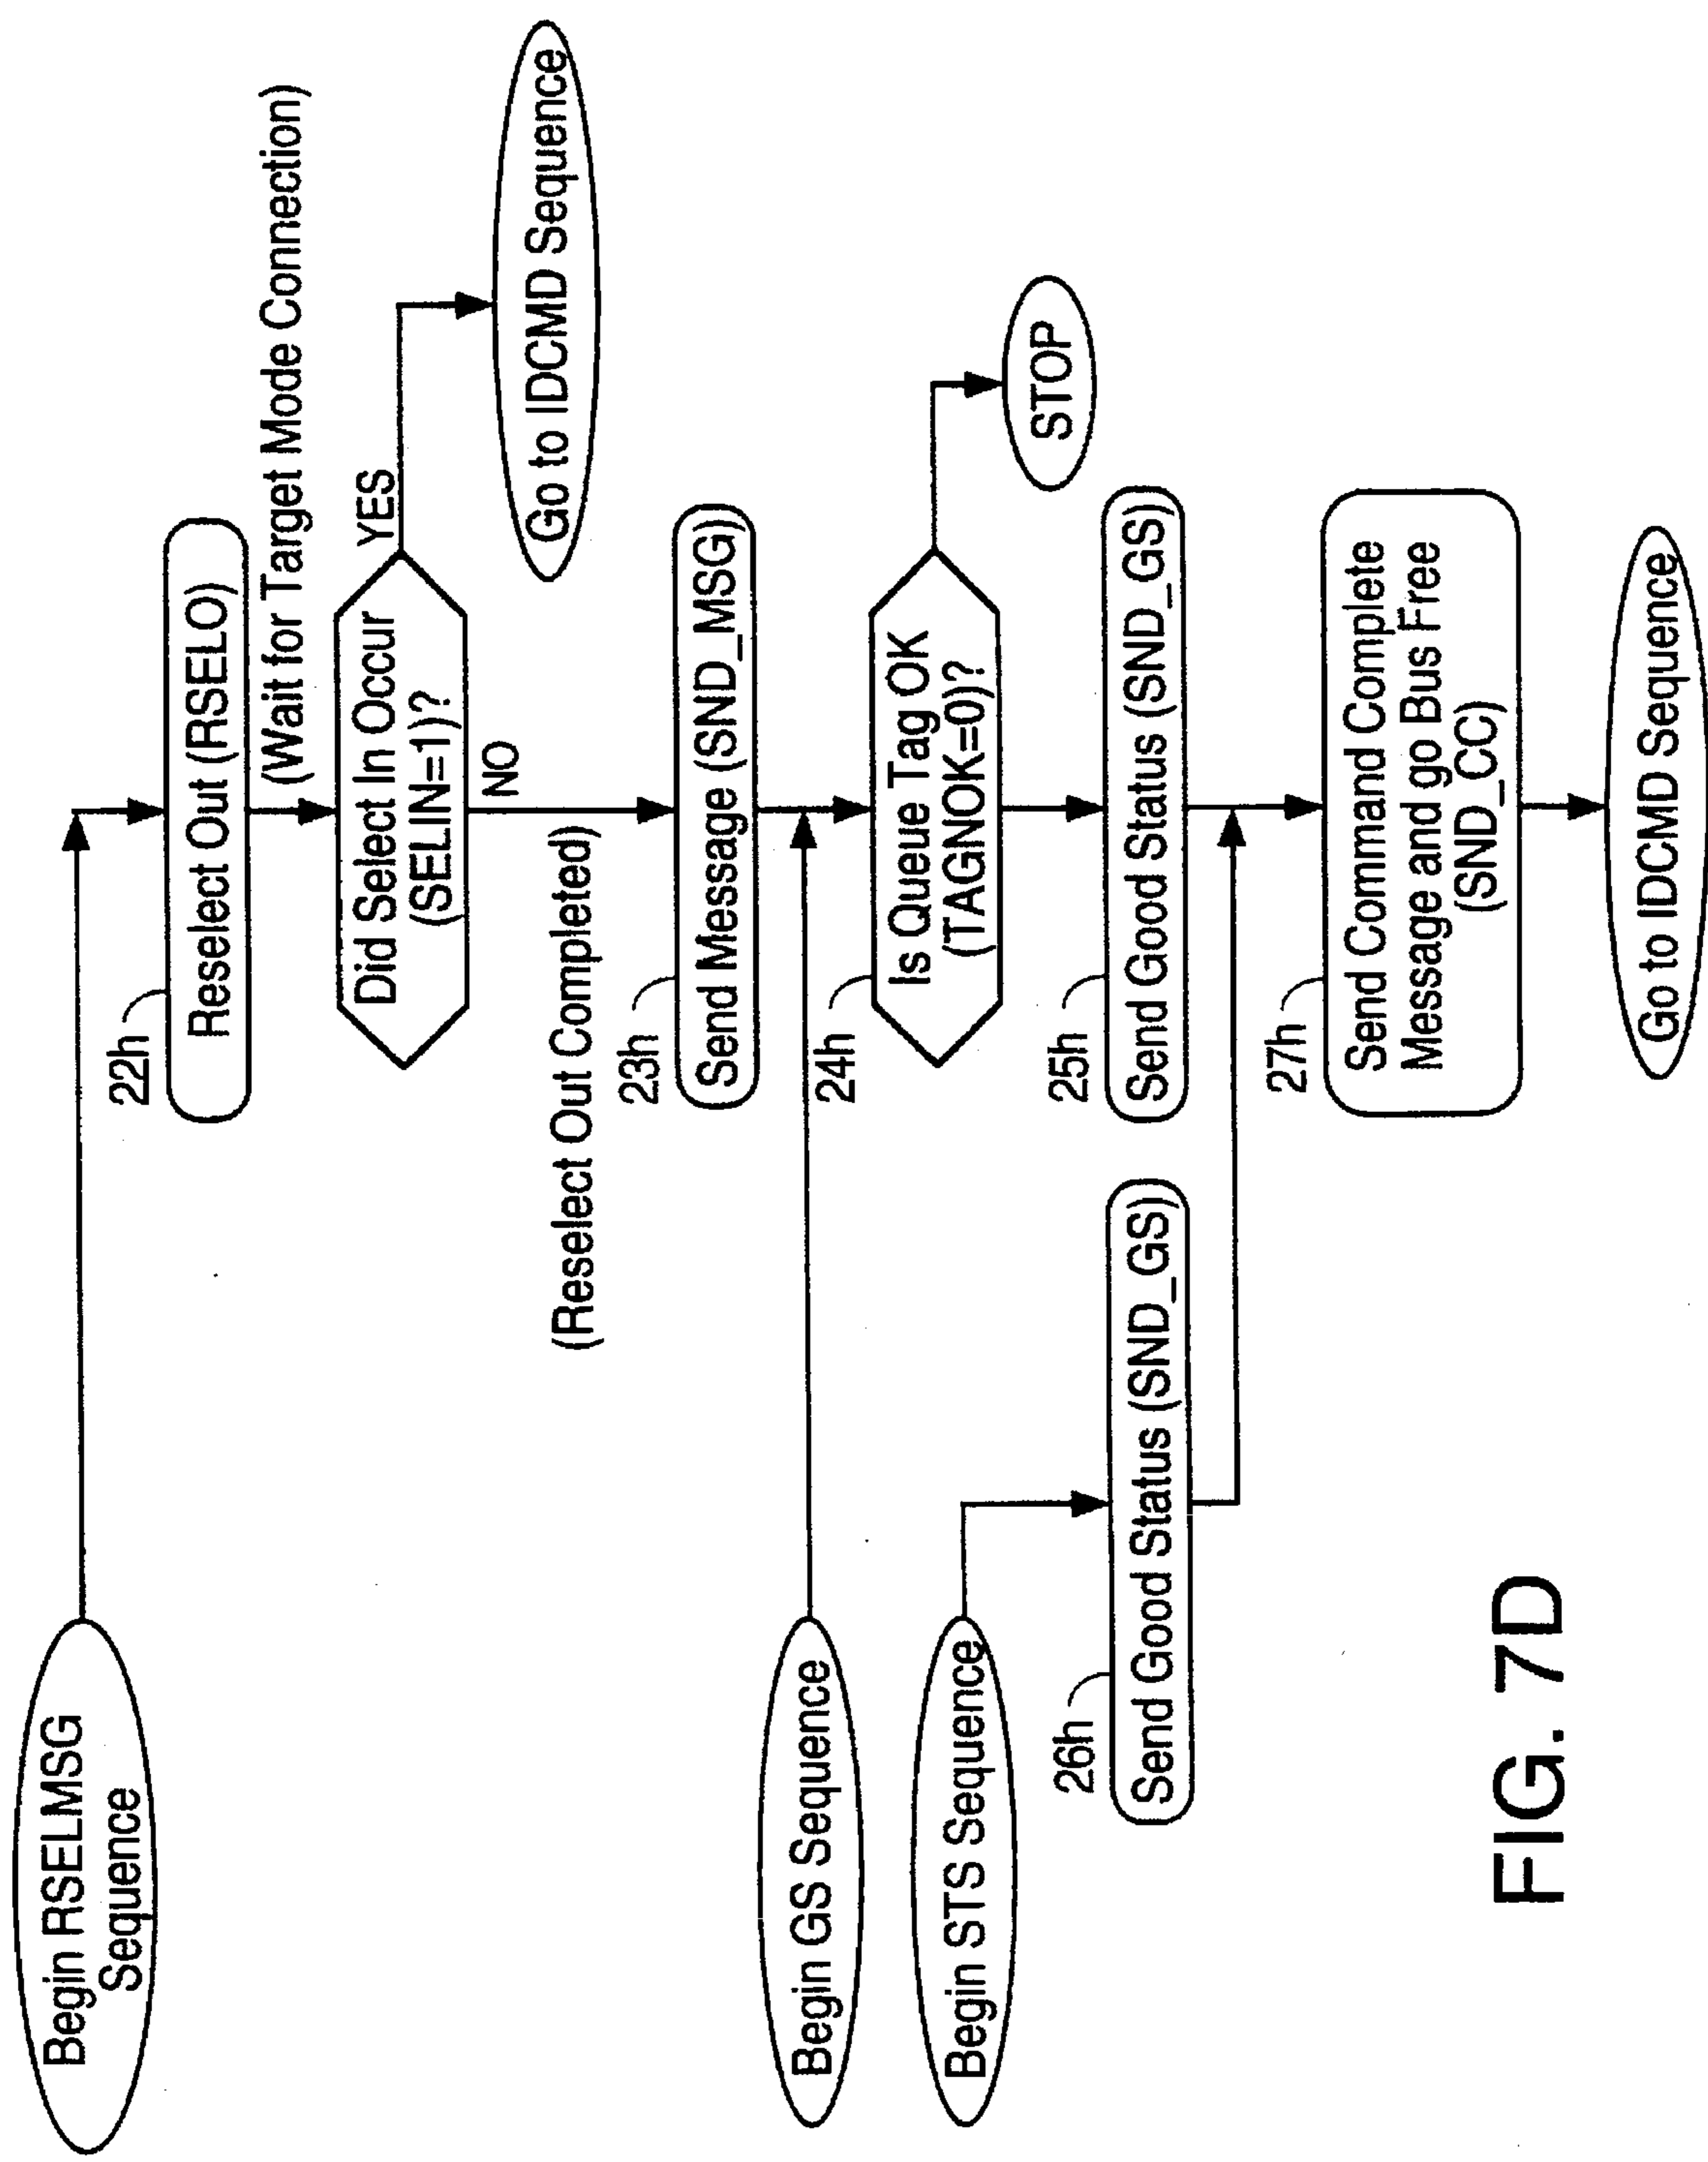 Begin RSELMSG
Sequence
22h
Reselect Out (RSELO)
(Wait for Target Mode Connection)
Did Select In Occur
(SELIN=1)?
YES
Go to IDCMD Sequence
NO
(Reselect Out Completed)
23h
Send Message (SND_MSG)
Begin GS Sequence
24h
Is Queue Tag OK
(TAGNOK=0)?
STOP
Begin STS Sequence
25h
Send Good Status (SND_GS)
26h
Send Good Status (SND_GS)
27h
Send Command Complete
Message and go Bus Free
(SND_CC)
Go to IDCMD Sequence
FIG. 7D